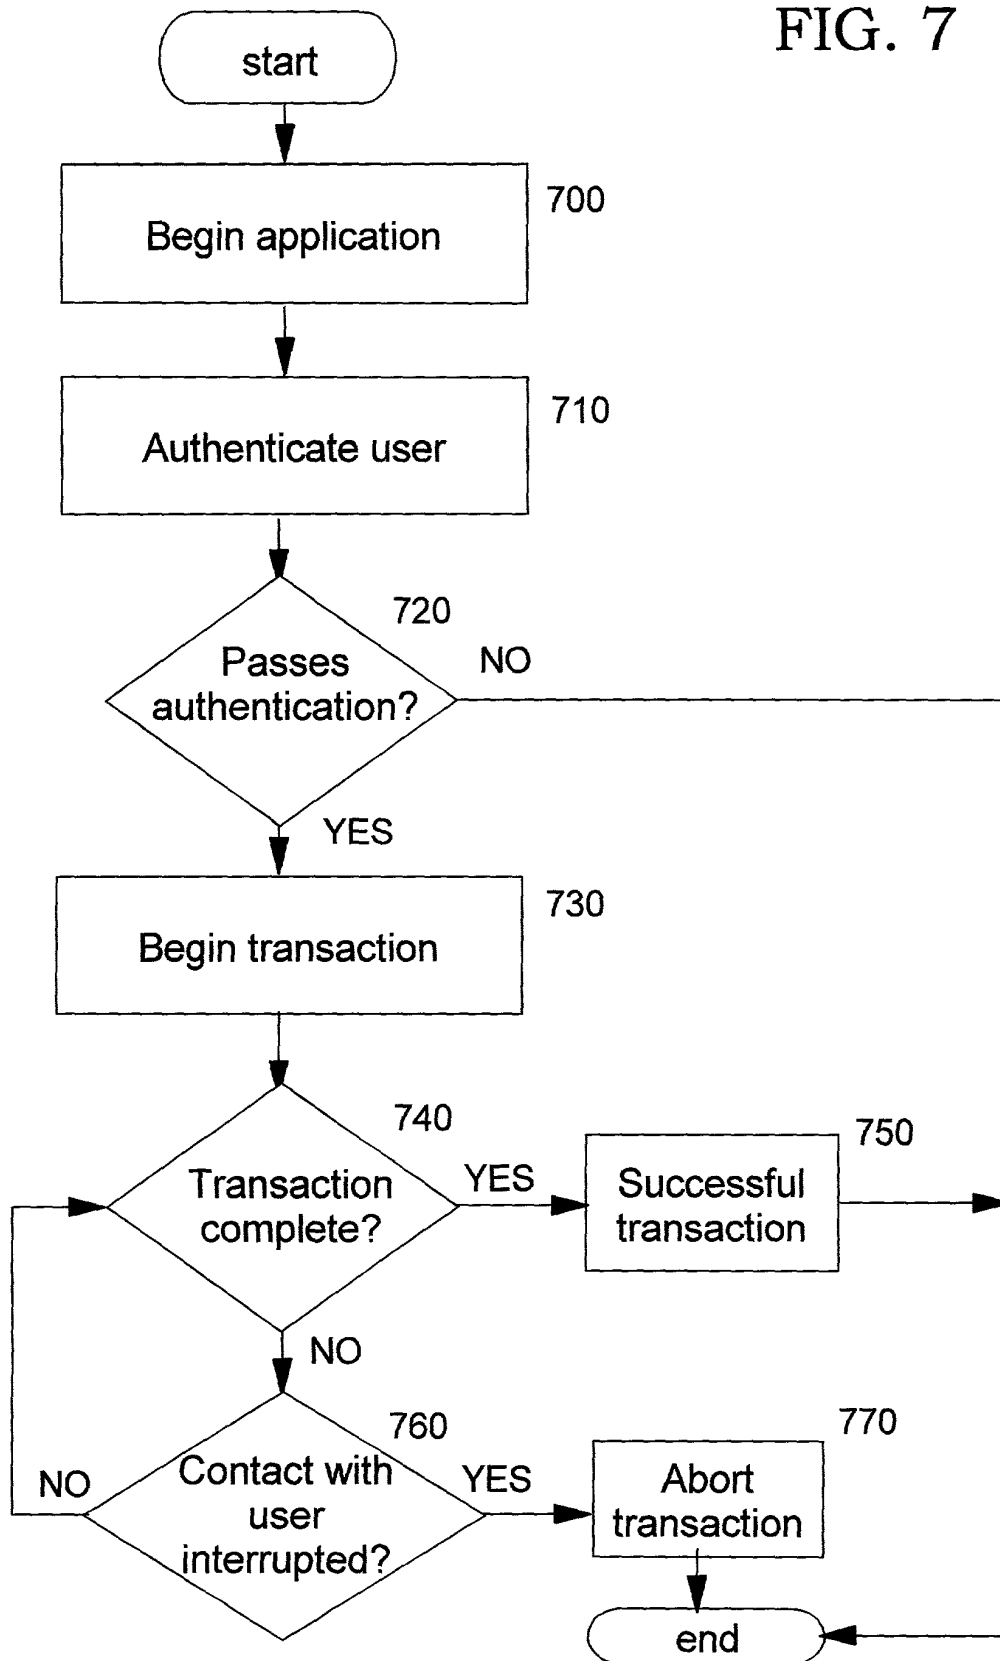 FIG. 7
start
700
Begin application
710
Authenticate user
720
Passes
authentication?
NO
YES
730
Begin transaction
740
Transaction
complete?
YES
750
Successful
transaction
NO
760
Contact with
user
interrupted?
NO
YES
770
Abort
transaction
end